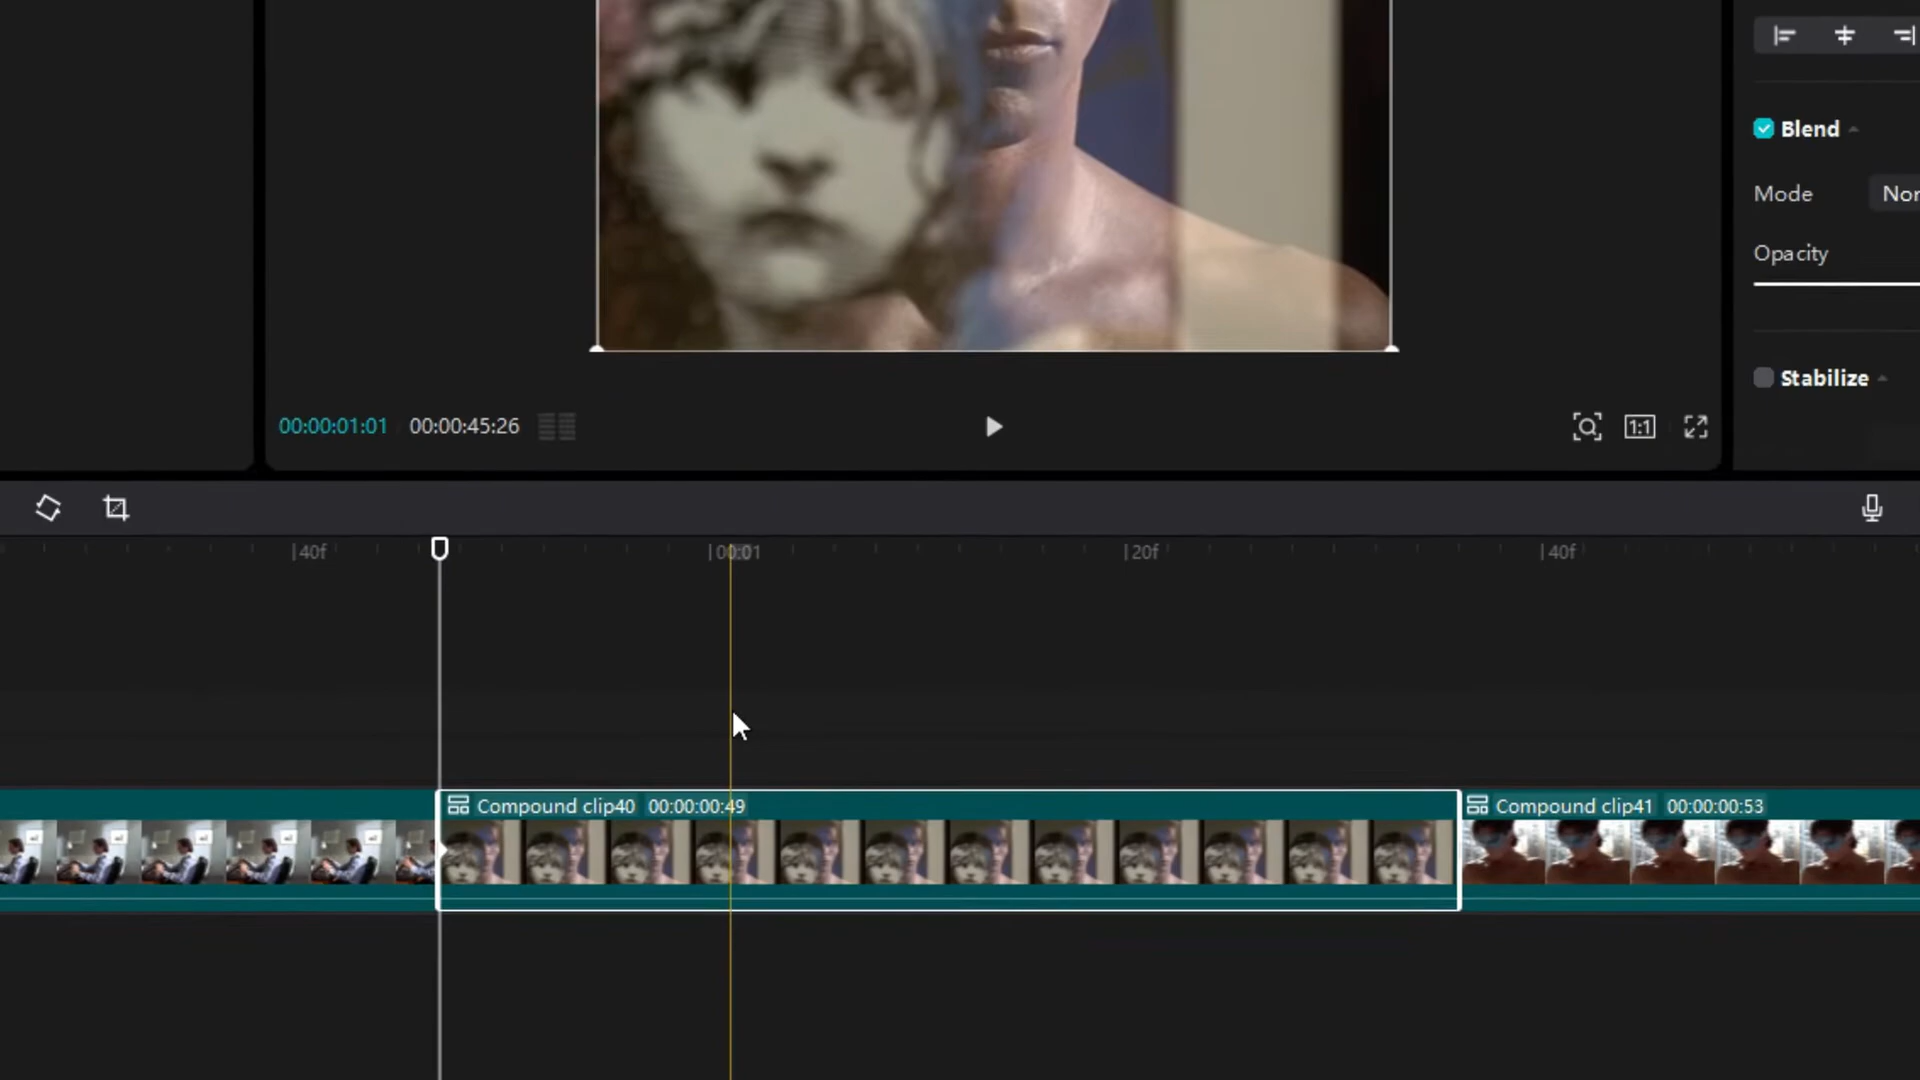 Blend
Mode Nor
Opacity
Stabilize
00:00:01:01 00:00:45:26
1:1
40f 00:01 20f 40f
Compound clip40 00:00:00:49 Compound clip41 00:00:00:53